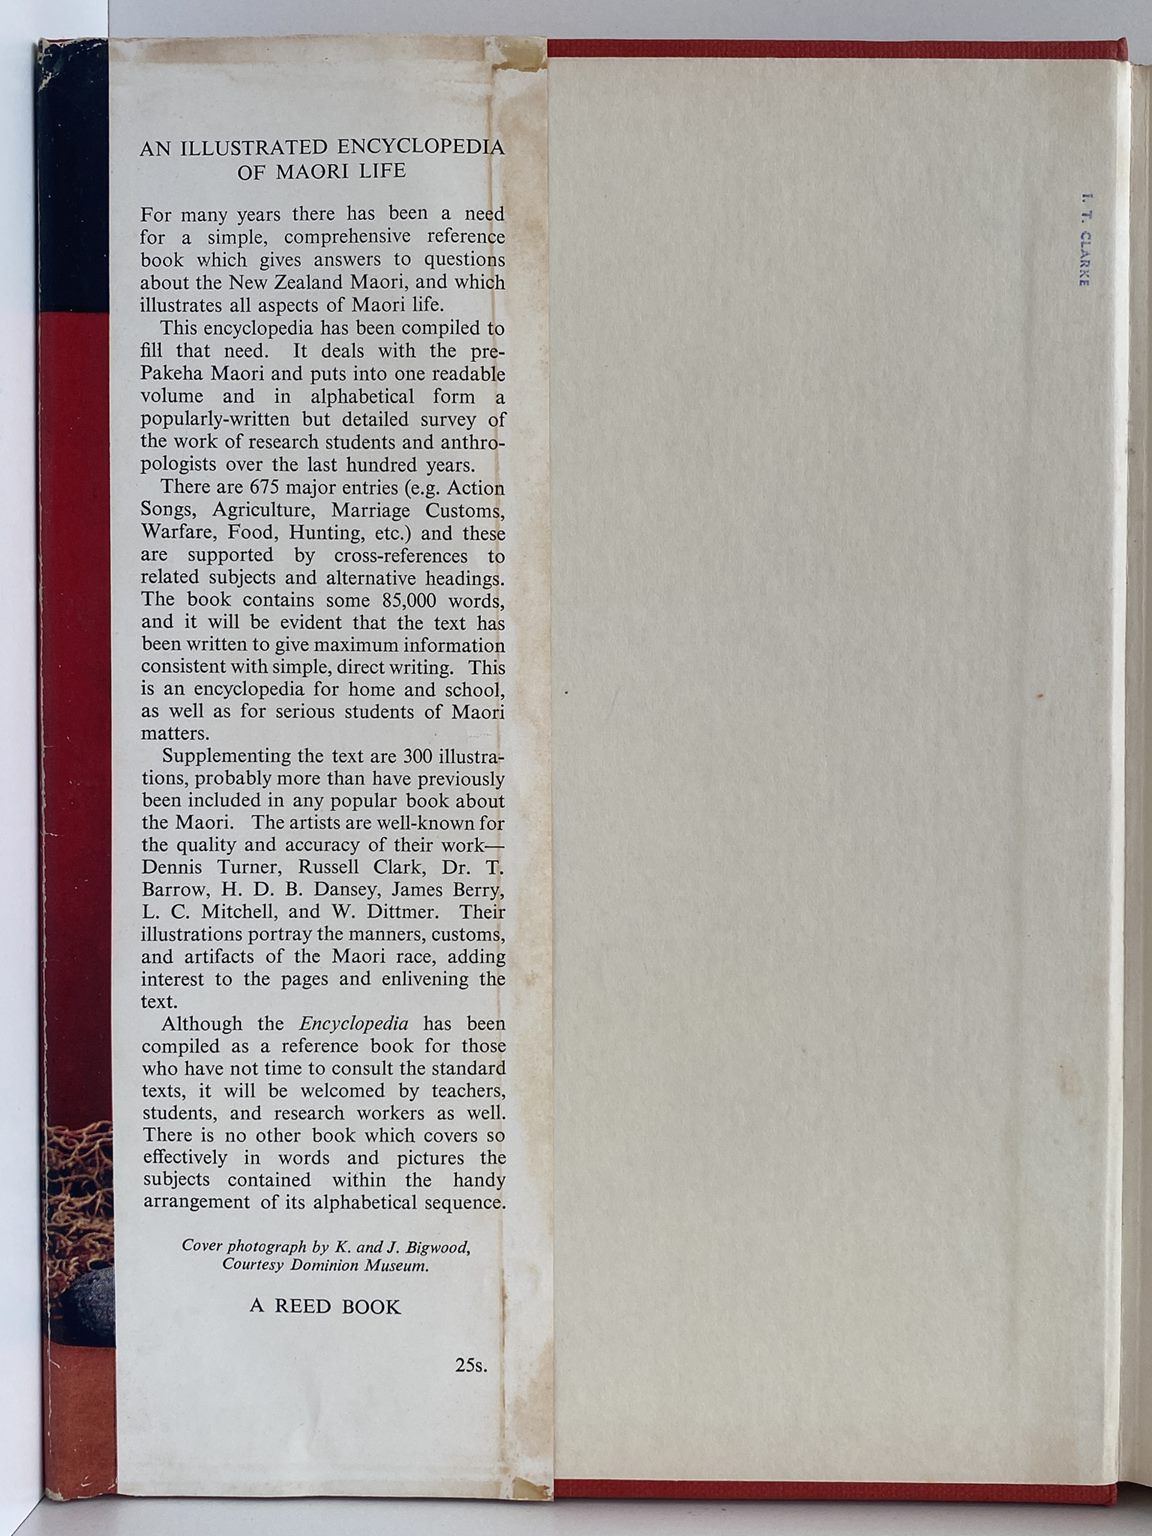 AN ILLUSTRATED ENCYCLOPEDIA
OF MAORI LIFE
For many years there has been a need
for a simple, comprehensive reference
book which gives answers to questions
about the New Zealand Maori, and which
illustrates all aspects of Maori life.
This encyclopedia has been compiled to
fill that need. It deals with the pre-
Pakeha Maori and puts into one readable
volume and in alphabetical form a
popularly-written but detailed survey of
the work of research students and anthro-
pologists over the last hundred years.
There are 675 major entries (e.g. Action
Songs, Agriculture, Marriage Customs,
Warfare, Food, Hunting, etc.) and these
are supported by cross-references to
related subjects and alternative headings.
The book contains some 85,000 words,
and it will be evident that the text has
been written to give maximum information
consistent with simple, direct writing. This
is an encyclopedia for home and school,
as well as for serious students of Maori
matters.
Supplementing the text are 300 illustra-
tions, probably more than have previously
been included in any popular book about
the Maori. The artists are well-known for
the quality and accuracy of their work—
Dennis Turner, Russell Clark, Dr. T.
Barrow, H. D. B. Dansey, James Berry,
L. C. Mitchell, and W. Dittmer. Their
illustrations portray the manners, customs,
and artifacts of the Maori race, adding
interest to the pages and enlivening the
text.
Although the Encyclopedia has been
compiled as a reference book for those
who have not time to consult the standard
texts, it will be welcomed by teachers,
students, and research workers as well.
There is no other book which covers so
effectively in words and pictures the
subjects contained within the handy
arrangement of its alphabetical sequence.
Cover photograph by K. and J. Bigwood,
Courtesy Dominion Museum.
A REED BOOK
25s.
I. T. CLARKE